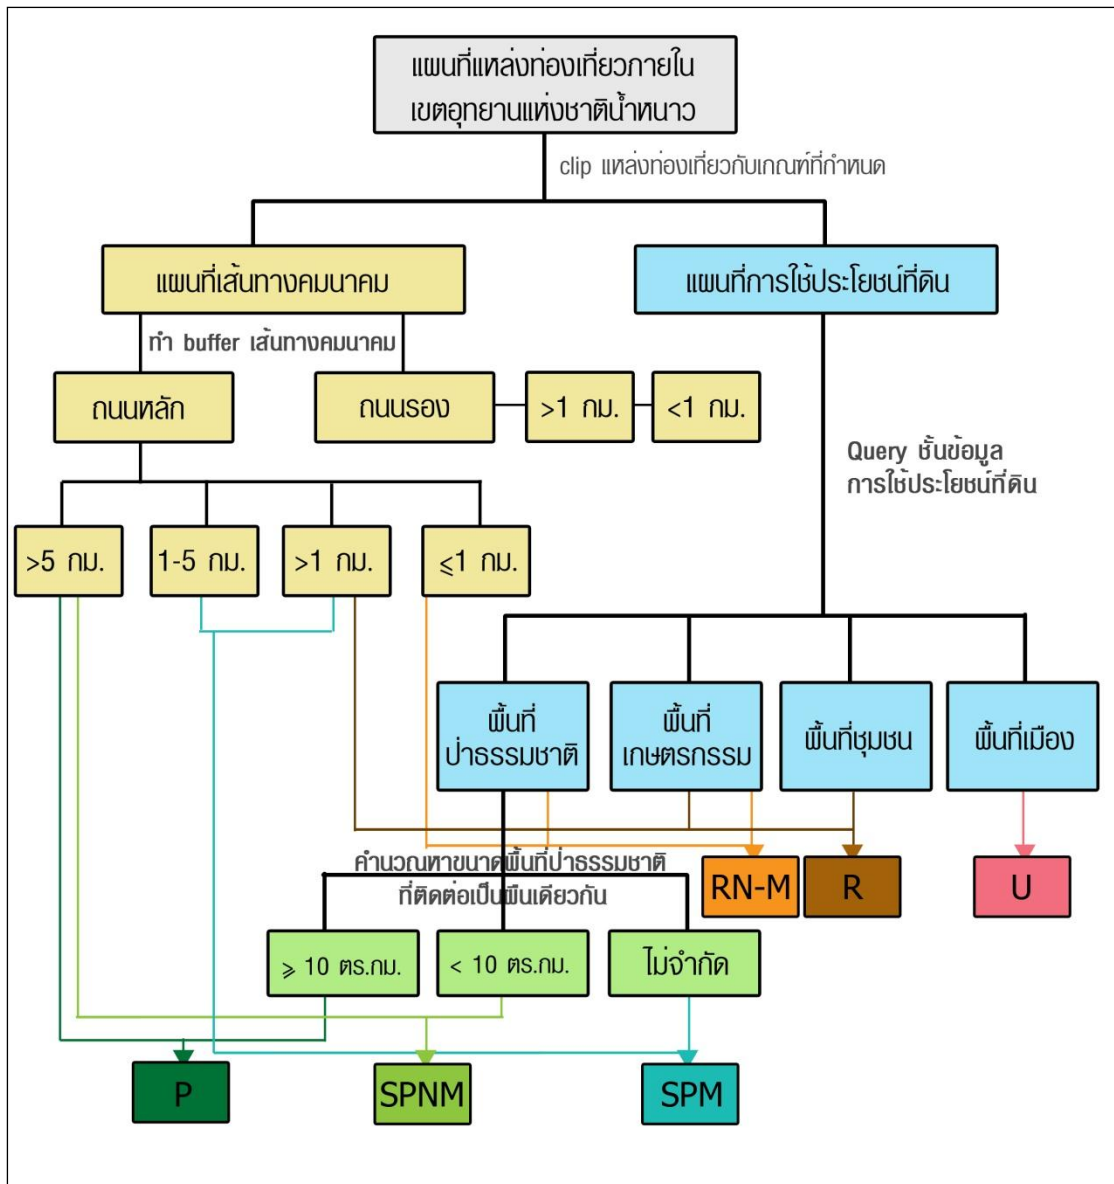 แผนที่แหล่งท่องเที่ยวภายใน
เขตอุทยานแห่งชาติน้ำหนาว
clip แหล่งท่องเที่ยวกับเกณฑ์ที่กำหนด
แผนที่เส้นทางคมนาคม
แผนที่การใช้ประโยชน์ที่ดิน
ทำ buffer เส้นทางคมนาคม
ถนนหลัก
ถนนรอง
>1 กม.
<1 กม.
Query ชั้นข้อมูล
การใช้ประโยชน์ที่ดิน
>5 กม.
1-5 กม.
>1 กม.
⩽1 กม.
พื้นที่
ป่าธรรมชาติ
พื้นที่
เกษตรกรรม
พื้นที่ชุมชน
พื้นที่เมือง
คำนวณหาขนาดพื้นที่ป่าธรรมชาติ
ที่ติดต่อเป็นผืนเดียวกัน
RN-M
R
U
⩾ 10 ตร.กม.
< 10 ตร.กม.
ไม่จำกัด
P
SPNM
SPM